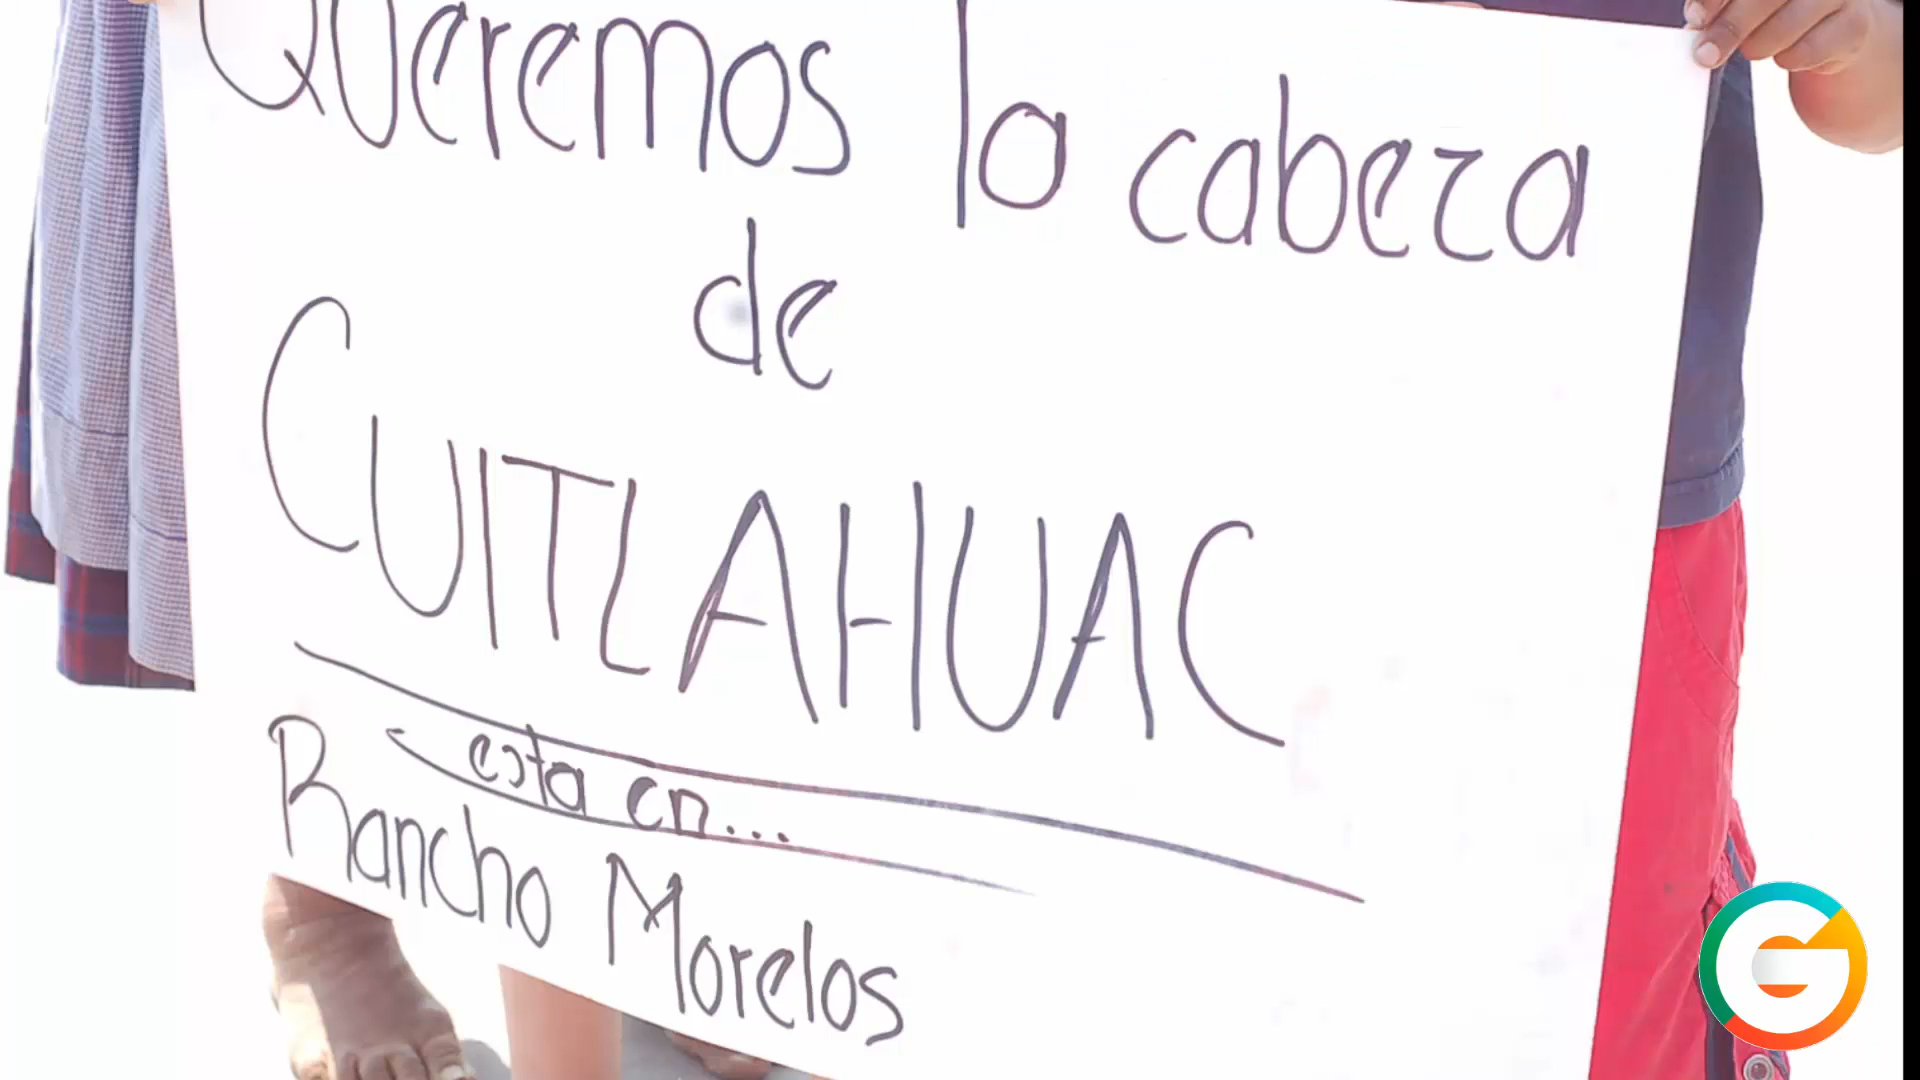 Queremos la cabeza
de
CUITLAHUAC
esta en...
Rancho Morelos
G